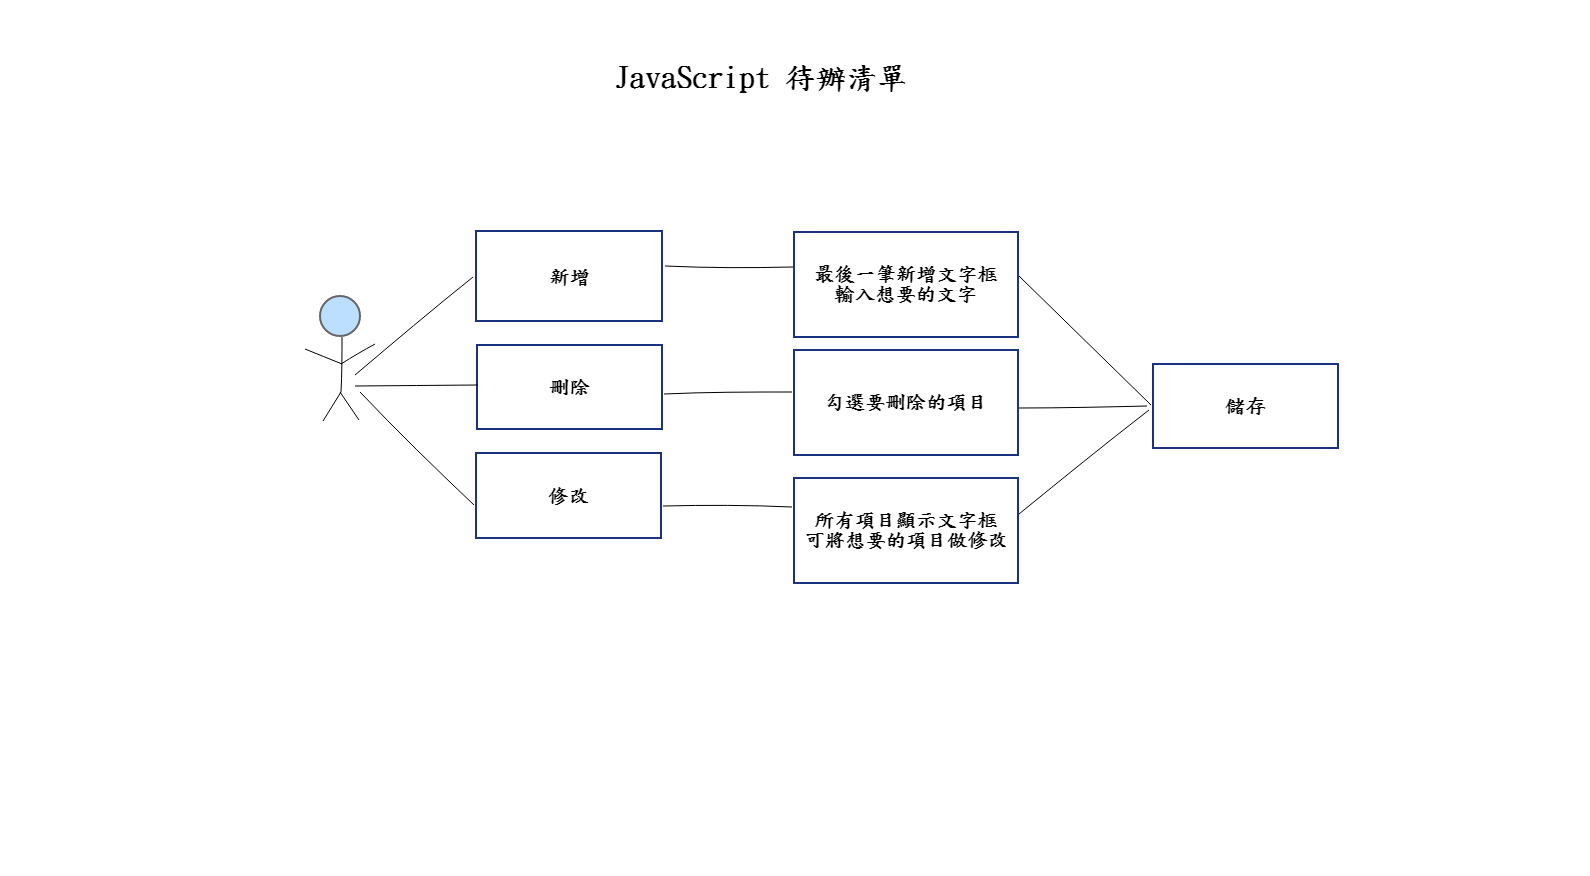 JavaScript 待辦清單
新增
最後一筆新增文字框
輸入想要的文字
刪除
勾選要刪除的項目
儲存
修改
所有項目顯示文字框
可將想要的項目做修改